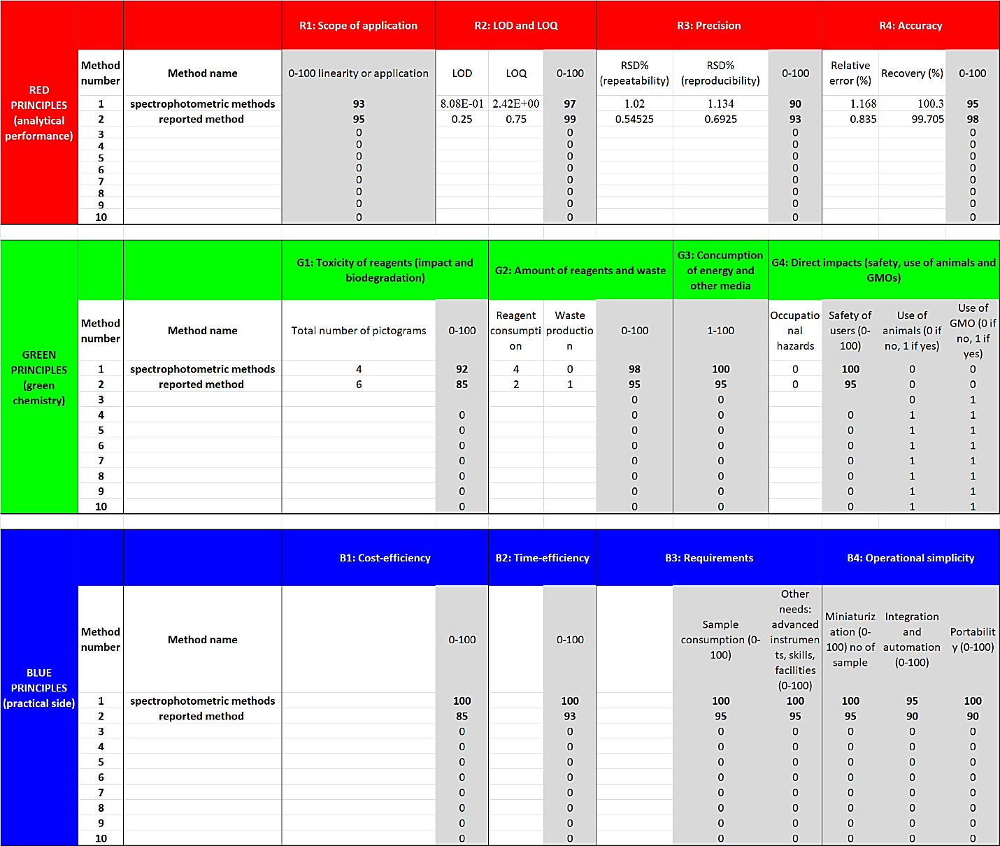 R1: Scope of application R2: LOD and LOQ R3: Precision R4: Accuracy
RED
PRINCIPLES
(analytical
performance)
Method
number Method name 0-100 linearity or application LOD LOQ 0-100 RSD%
(repeatability) RSD%
(reproducibility) 0-100 Relative
error (%) Recovery (%) 0-100
1 spectrophotometric methods 93 8.08E-01 2.42E+00 97 1.02 1.134 90 1.168 100.3 95
2 reported method 95 0.25 0.75 99 0.54525 0.6925 93 0.835 99.705 98
3 0 0 0 0
4 0 0 0 0
5 0 0 0 0
6 0 0 0 0
7 0 0 0 0
8 0 0 0 0
9 0 0 0 0
10 0 0 0 0
G1: Toxicity of reagents (impact and
biodegradation)
G2: Amount of reagents and waste
G3: Concumption
of energy and
other media
G4: Direct impacts (safety, use of animals and
GMOs)
GREEN
PRINCIPLES
(green
chemistry)
Method
number
Method name
Total number of pictograms
0-100
Reagent
consumpti
on
Waste
productio
n
0-100
1-100
Occupatio
nal
hazards
Safety of
users (0-
100)
Use of
animals (0 if
no, 1 if yes)
Use of
GMO (0 if
no, 1 if
yes)
1 spectrophotometric methods 4 92 4 0 98 100 0 100 0 0
2 reported method 6 85 2 1 95 95 0 95 0 0
3 0 0 0 1
4 0 0 0 0 1 1
5 0 0 0 0 1 1
6 0 0 0 0 1 1
7 0 0 0 0 1 1
8 0 0 0 0 1 1
9 0 0 0 0 1 1
10 0 0 0 0 1 1
B1: Cost-efficiency B2: Time-efficiency B3: Requirements B4: Operational simplicity
BLUE
PRINCIPLES
(practical side)
Method
number
Method name
0-100
0-100
Sample
consumption (0-
100)
Other
needs:
advanced
instrumen
ts, skills,
facilities
(0-100)
Miniaturiz
ation (0-
100) no of
sample
Integration
and
automation
(0-100)
Portabilit
y (0-100)
1 spectrophotometric methods 100 100 100 100 100 95 100
2 reported method 85 93 95 95 95 90 90
3 0 0 0 0 0 0 0
4 0 0 0 0 0 0 0
5 0 0 0 0 0 0 0
6 0 0 0 0 0 0 0
7 0 0 0 0 0 0 0
8 0 0 0 0 0 0 0
9 0 0 0 0 0 0 0
10 0 0 0 0 0 0 0